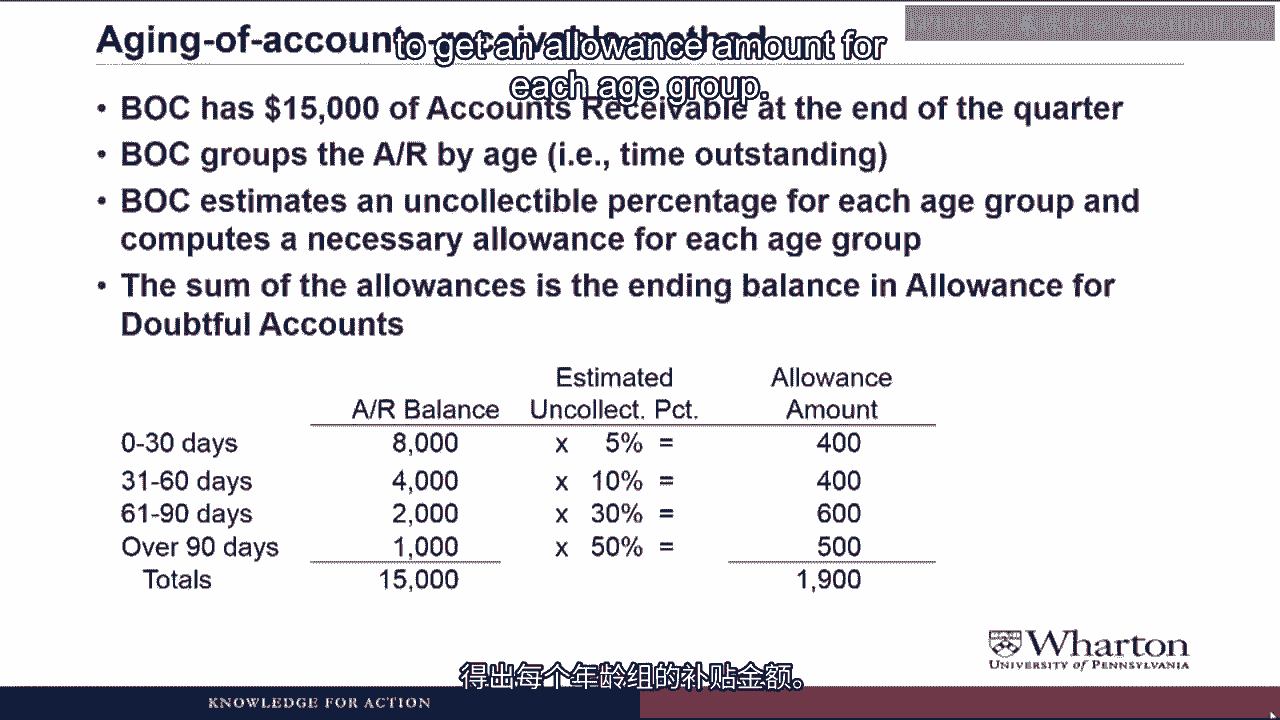 Aging-of-accounts-receivable method
to get an allowance amount for
each age group.
• BOC has $15,000 of Accounts Receivable at the end of the quarter
• BOC groups the A/R by age (i.e., time outstanding)
• BOC estimates an uncollectible percentage for each age group and
computes a necessary allowance for each age group
• The sum of the allowances is the ending balance in Allowance for
Doubtful Accounts
Estimated Allowance
A/R Balance Uncollect. Pct. Amount
0-30 days 8,000 x 5% = 400
31-60 days 4,000 x 10% = 400
61-90 days 2,000 x 30% = 600
Over 90 days 1,000 x 50% = 500
Totals 15,000 1,900
Wharton
UNIVERSITY of PENNSYLVANIA
得出每个年龄组的补贴金额。
KNOWLEDGE FOR ACTION